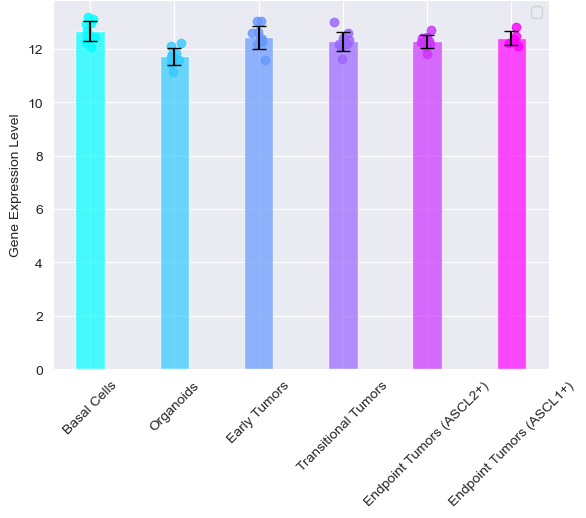 Gene Expression Level
12
10
8
6
4
2
0
Basal Cells
Organoids
Early Tumors
Transitional Tumors
Endpoint Tumors (ASCL2+)
Endpoint Tumors (ASCL1+)